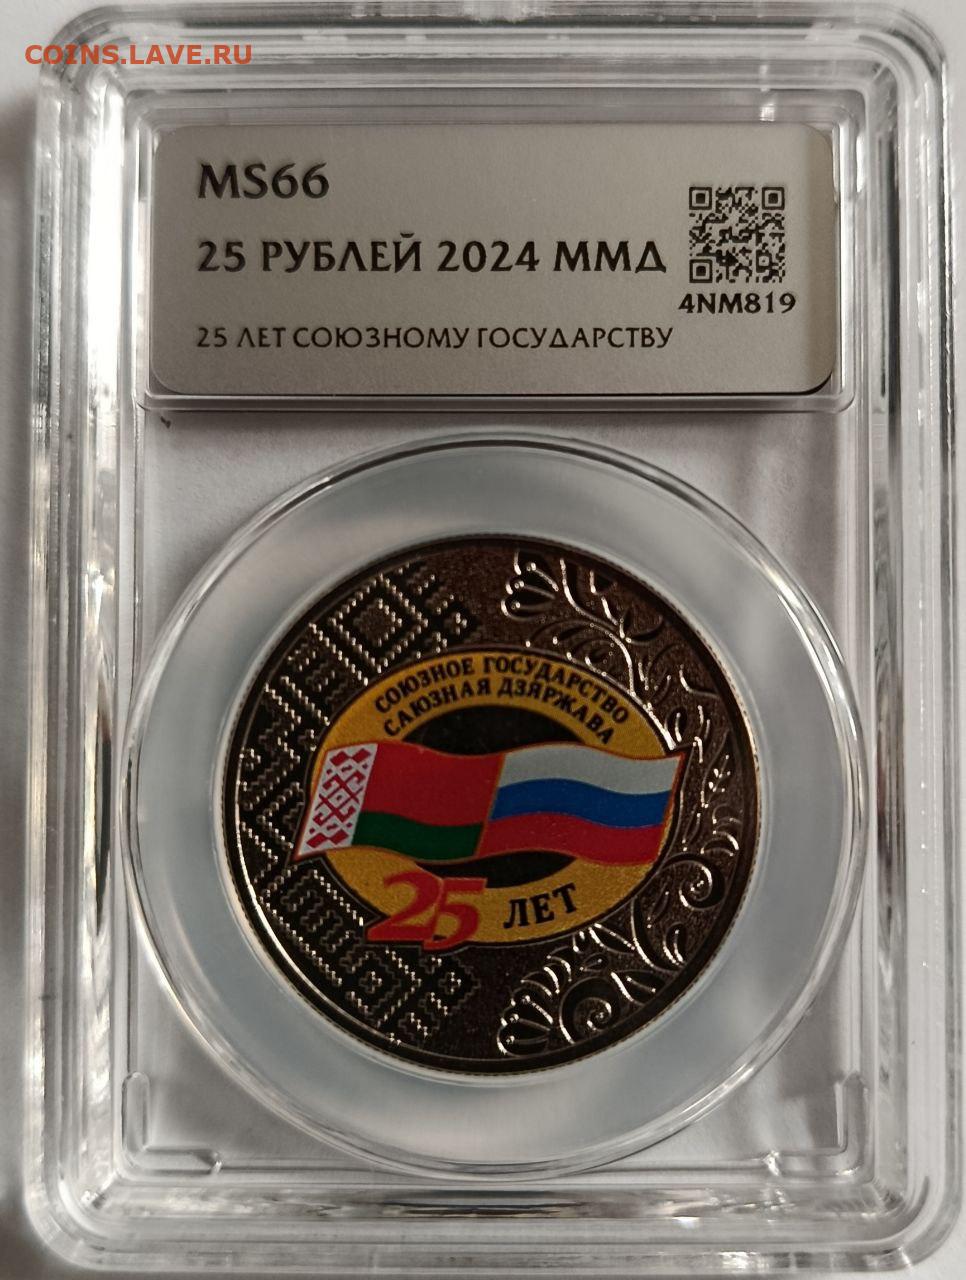 COINS.LAVE.RU
MS66
25 РУБЛЕЙ 2024 ММД
4NM819
25 ЛЕТ СОЮЗНОМУ ГОСУДАРСТВУ
СОЮЗНОЕ ГОСУДАРСТВО
САЮЗНАЯ ДЗЯРЖАВА
25 ЛЕТ